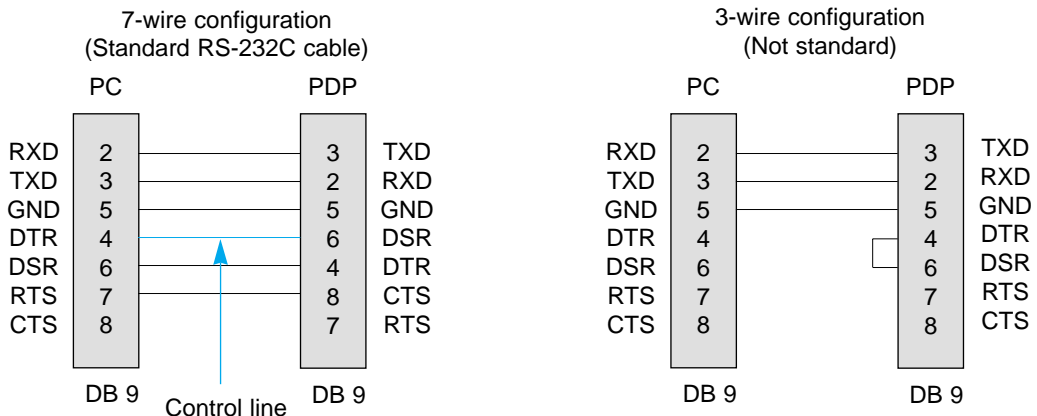 7-wire configuration
(Standard RS-232C cable)
PC PDP
RXD 2 3 TXD
TXD 3 2 RXD
GND 5 5 GND
DTR 4 6 DSR
DSR 6 4 DTR
RTS 7 8 CTS
CTS 8 7 RTS
DB 9 DB 9
Control line
3-wire configuration
(Not standard)
PC PDP
RXD 2 3 TXD
TXD 3 2 RXD
GND 5 5 GND
DTR 4 4 DTR
DSR 6 6 DSR
RTS 7 7 RTS
CTS 8 8 CTS
DB 9 DB 9